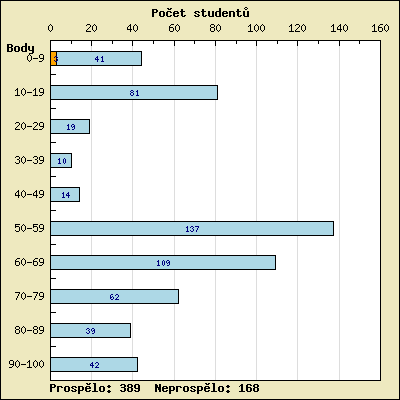 Počet studentů
0 20 40 60 80 100 120 140 160
Body
0-9 3 41
10-19 81
20-29 19
30-39 10
40-49 14
50-59 137
60-69 109
70-79 62
80-89 39
90-100 42
Prospělo: 389 Neprospělo: 168